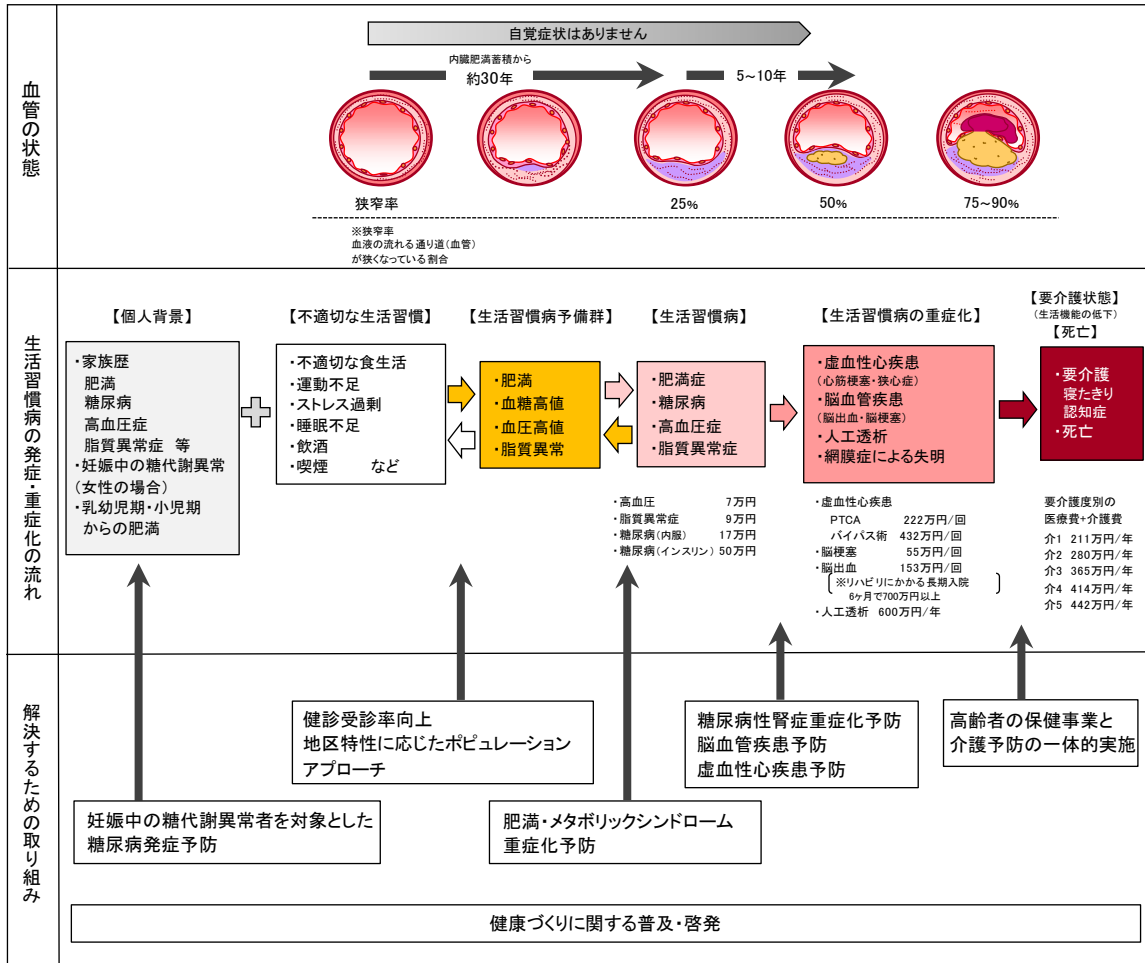 血管の状態
自覚症状はありません
内臓肥満蓄積から
約30年
5~10年
狭窄率
25%
50%
75~90%
※狭窄率
血液の流れる通り道(血管)
が狭くなっている割合
生活習慣病の発症・重症化の流れ
【個人背景】
・家族歴
肥満
糖尿病
高血圧症
脂質異常症 等
・妊娠中の糖代謝異常
(女性の場合)
・乳幼児期・小児期
からの肥満
【不適切な生活習慣】
・不適切な食生活
・運動不足
・ストレス過剰
・睡眠不足
・飲酒
・喫煙 など
【生活習慣病予備群】
・肥満
・血糖高値
・血圧高値
・脂質異常
【生活習慣病】
・肥満症
・糖尿病
・高血圧症
・脂質異常症
・高血圧 7万円
・脂質異常症 9万円
・糖尿病(内服) 17万円
・糖尿病(インスリン) 50万円
【生活習慣病の重症化】
・虚血性心疾患
(心筋梗塞・狭心症)
・脳血管疾患
(脳出血・脳梗塞)
・人工透析
・網膜症による失明
・虚血性心疾患
PTCA 222万円/回
バイパス術 432万円/回
・脳梗塞 55万円/回
・脳出血 153万円/回
※リハビリにかかる長期入院
6ヶ月で700万円以上
・人工透析 600万円/年
【要介護状態】
(生活機能の低下)
【死亡】
・要介護
寝たきり
認知症
・死亡
要介護度別の
医療費+介護費
介1 211万円/年
介2 280万円/年
介3 365万円/年
介4 414万円/年
介5 442万円/年
解決するための取り組み
健診受診率向上
地区特性に応じたポピュレーション
アプローチ
糖尿病性腎症重症化予防
脳血管疾患予防
虚血性心疾患予防
高齢者の保健事業と
介護予防の一体的実施
妊娠中の糖代謝異常者を対象とした
糖尿病発症予防
肥満・メタボリックシンドローム
重症化予防
健康づくりに関する普及・啓発